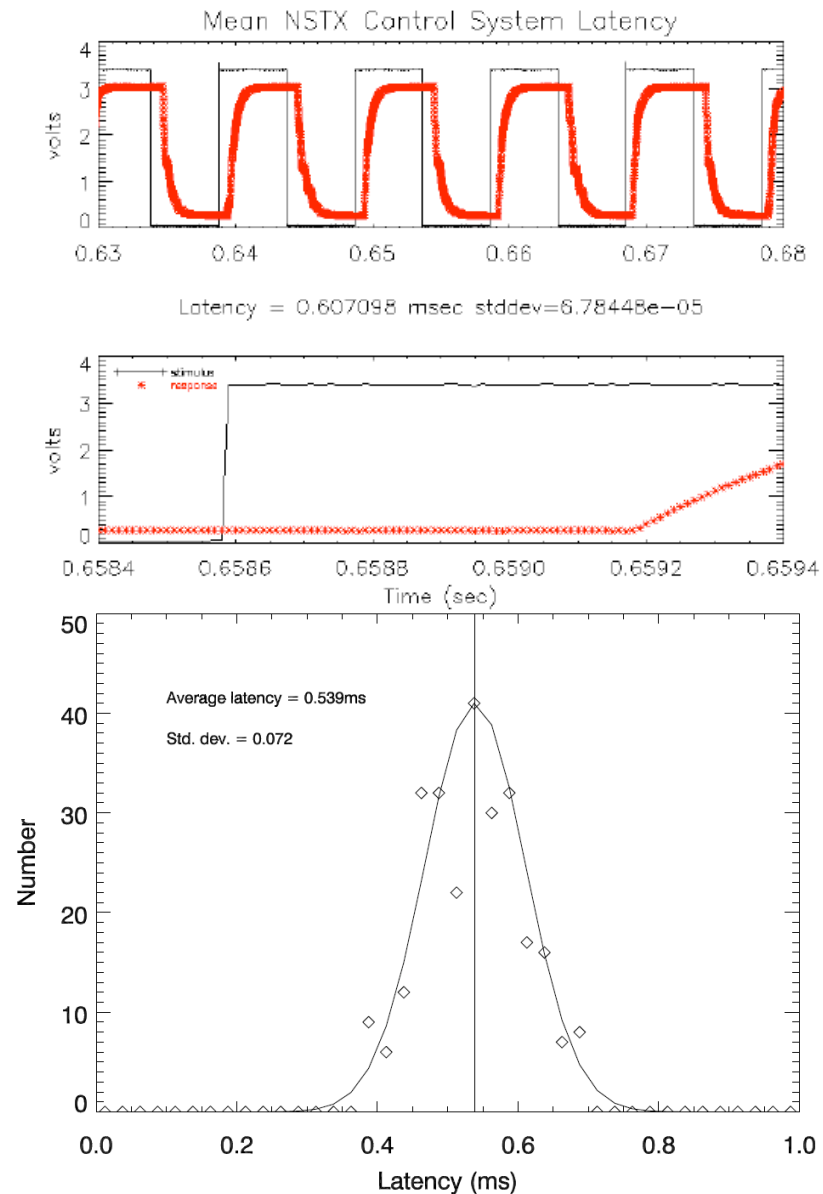 Mean NSTX Control System Latency
4
3
2
1
0
volts
0.63 0.64 0.65 0.66 0.67 0.68
Latency = 0.607098 msec stddev=6.78448e-05
4
3
2
1
0
volts
stimulus
response
0.6584 0.6586 0.6588 0.6590 0.6592 0.6594
Time (sec)
50
40
30
20
10
0
Number
Average latency = 0.539ms
Std. dev. = 0.072
0.0 0.2 0.4 0.6 0.8 1.0
Latency (ms)